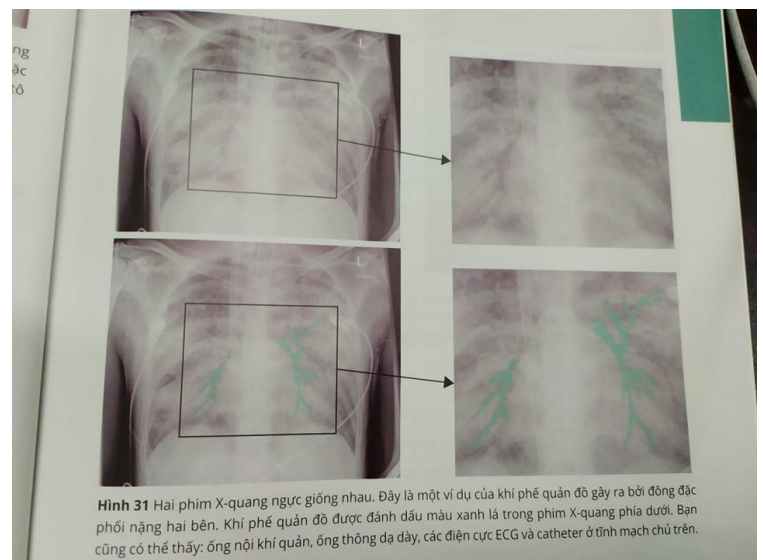 ng
ặc
tô
L
L
Hình 31 Hai phim X-quang ngực giống nhau. Đây là một ví dụ của khí phế quản đồ gây ra bởi đông đặc
phổi nặng hai bên. Khí phế quản đồ được đánh dấu màu xanh lá trong phim X-quang phía dưới. Bạn
cũng có thể thấy: ống nội khí quản, ống thông dạ dày, các điện cực ECG và catheter ở tĩnh mạch chủ trên.